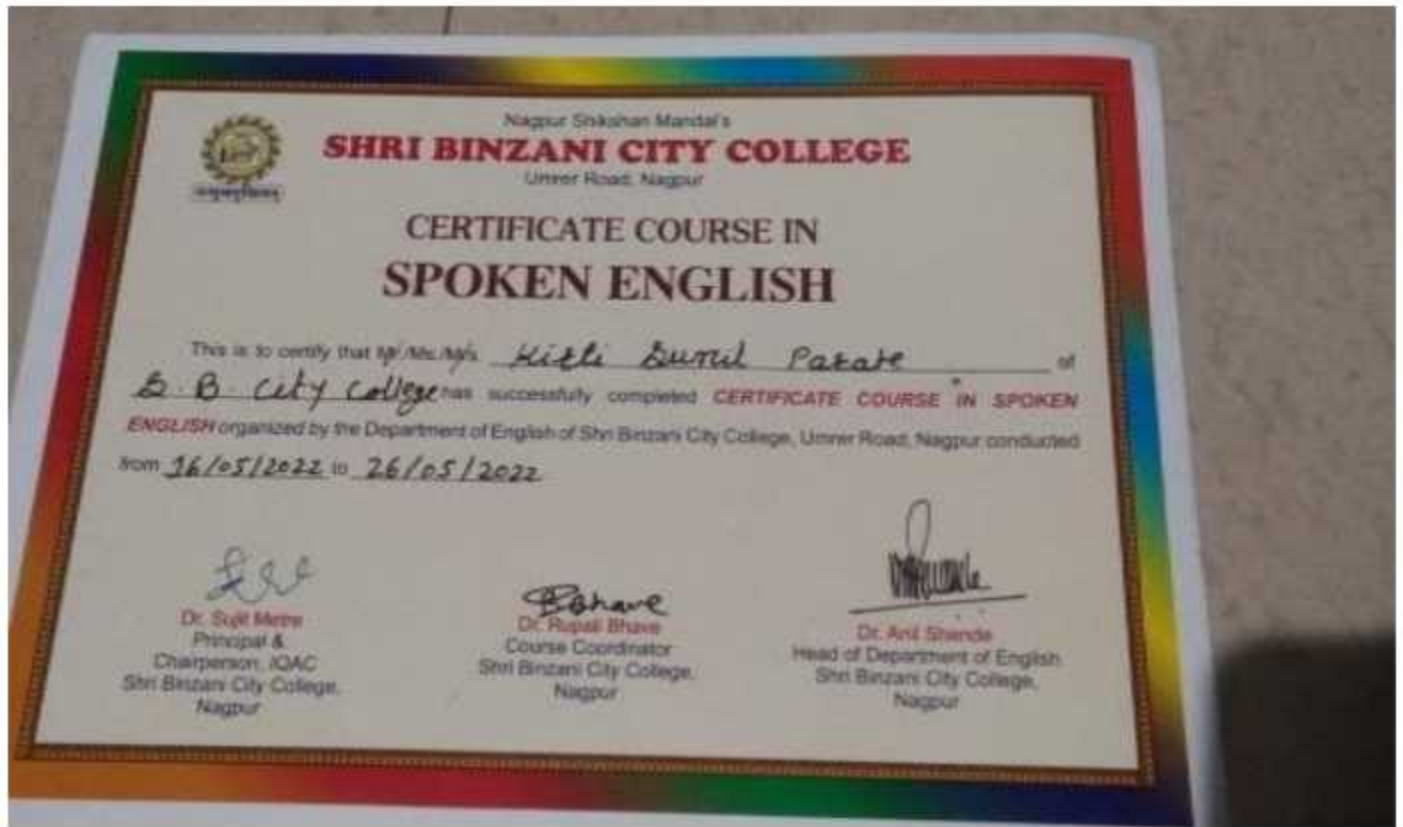 Nagpur Shikshan Mandal's
SHRI BINZANI CITY COLLEGE
Umrer Road, Nagpur
CERTIFICATE COURSE IN
SPOKEN ENGLISH
This is to certify that Mr./Ms./Mrs. Sunil Parate of
S. B. City College has successfully completed CERTIFICATE COURSE IN SPOKEN
ENGLISH organized by the Department of English of Shri Binzani City College, Umrer Road, Nagpur conducted
from 16/05/2022 to 26/05/2022
Dr. Sujit Metre
Principal &
Chairperson, IQAC
Shri Binzani City College,
Nagpur
Bhave
Dr. Rupali Bhave
Course Coordinator
Shri Binzani City College,
Nagpur
Dr. Anil Shende
Head of Department of English
Shri Binzani City College,
Nagpur